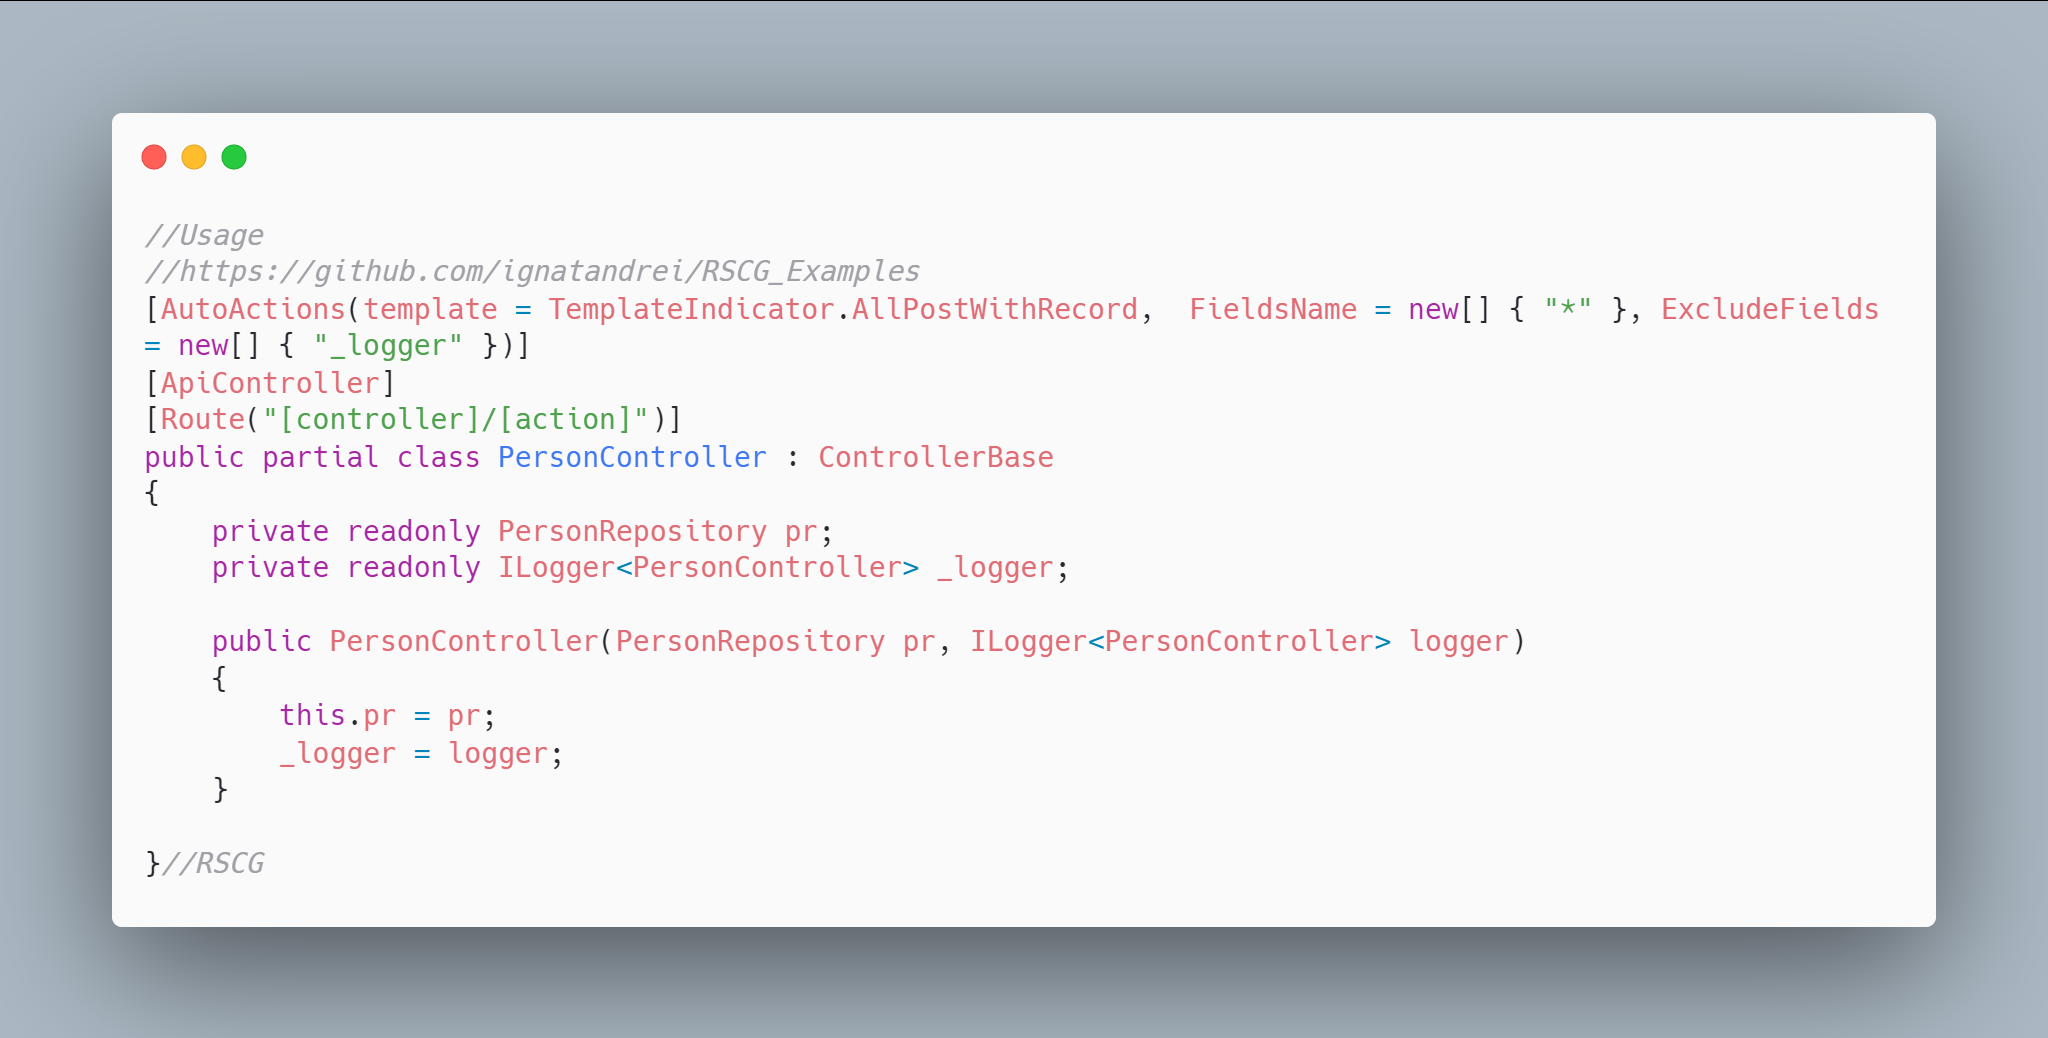 //Usage
//https://github.com/ignatandrei/RSCG_Examples
[AutoActions(template = TemplateIndicator.AllPostWithRecord,  FieldsName = new[] { "*" }, ExcludeFields
= new[] { "_logger" })]
[ApiController]
[Route("[controller]/[action]")]
public partial class PersonController : ControllerBase
{
    private readonly PersonRepository pr;
    private readonly ILogger<PersonController> _logger;

    public PersonController(PersonRepository pr, ILogger<PersonController> logger)
    {
        this.pr = pr;
        _logger = logger;
    }

}//RSCG